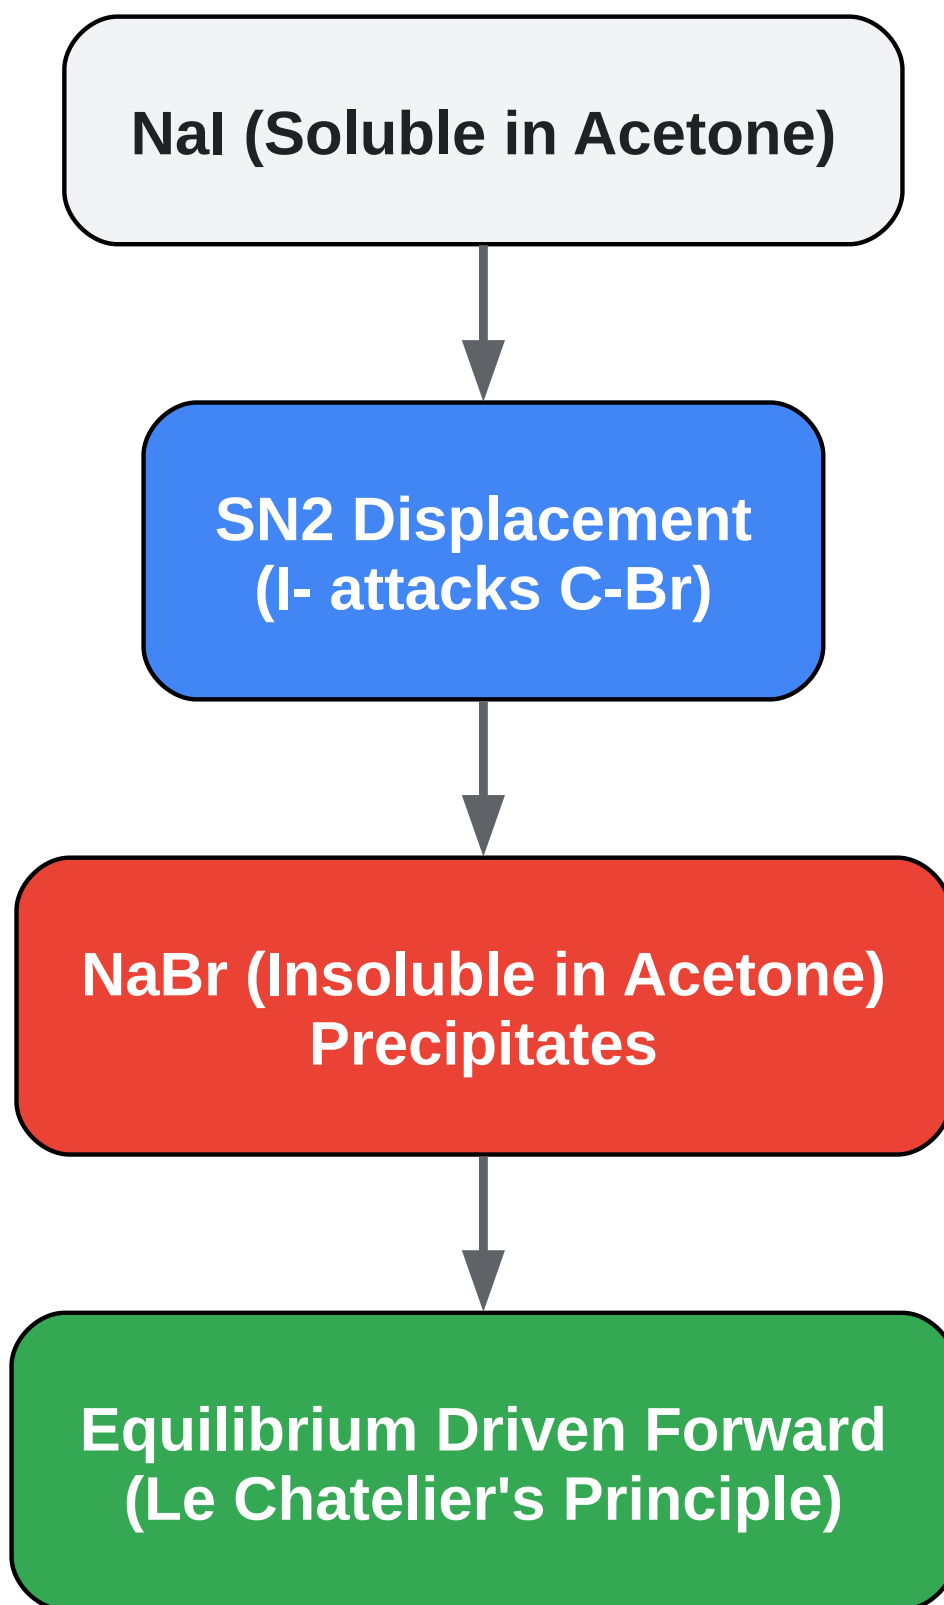 NaI (Soluble in Acetone)
SN2 Displacement
(I- attacks C-Br)
NaBr (Insoluble in Acetone)
Precipitates
Equilibrium Driven Forward
(Le Chatelier's Principle)